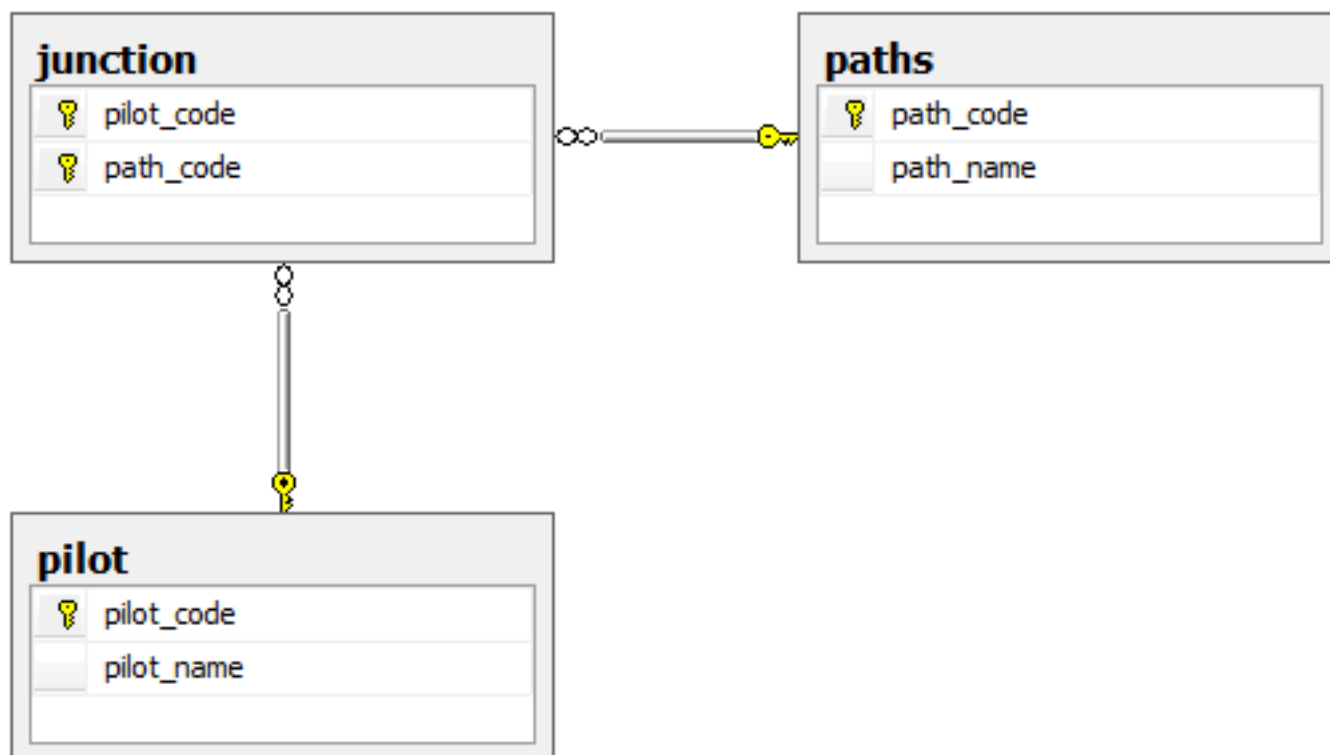 junction
pilot_code
path_code
paths
path_code
path_name
pilot
pilot_code
pilot_name